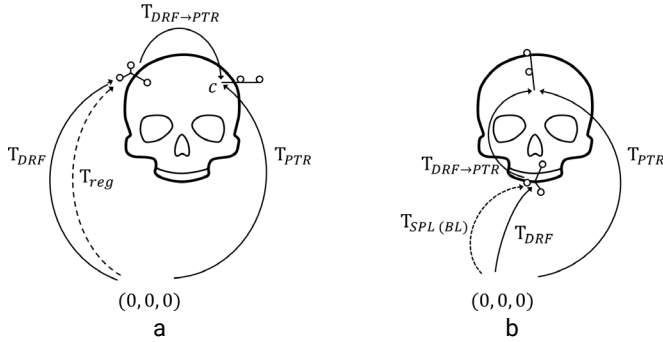 T_{DRF→PTR}
c
T_{DRF}
T_{reg}
T_{PTR}
(0,0,0)
a
T_{DRF→PTR}
T_{PTR}
T_{SPL (BL)}
T_{DRF}
(0,0,0)
b